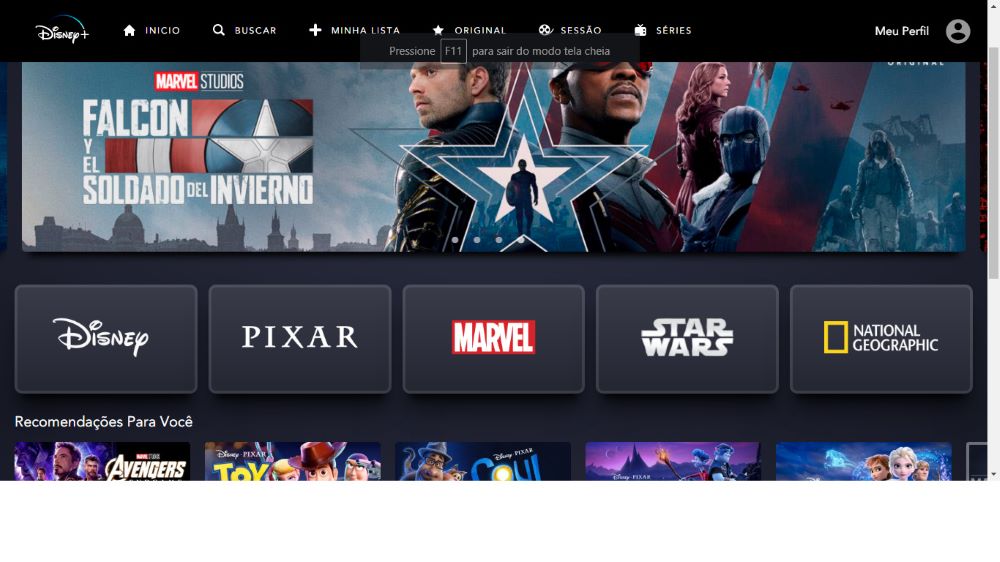 Disney+
INICIO
BUSCAR
MINHA LISTA
ORIGINAL
SESSÃO
SÉRIES
Meu Perfil
Pressione F11 para sair do modo tela cheia
ORIGINAL
MARVEL STUDIOS
FALCON
Y
EL
SOLDADO DEL INVIERNO
Disney
PIXAR
MARVEL
STAR
WARS
NATIONAL
GEOGRAPHIC
Recomendações Para Você
MARVEL STUDIOS
AVENGERS
Disney · PIXAR
TOY
Disney PIXAR
SOUL
Disney · PIXAR